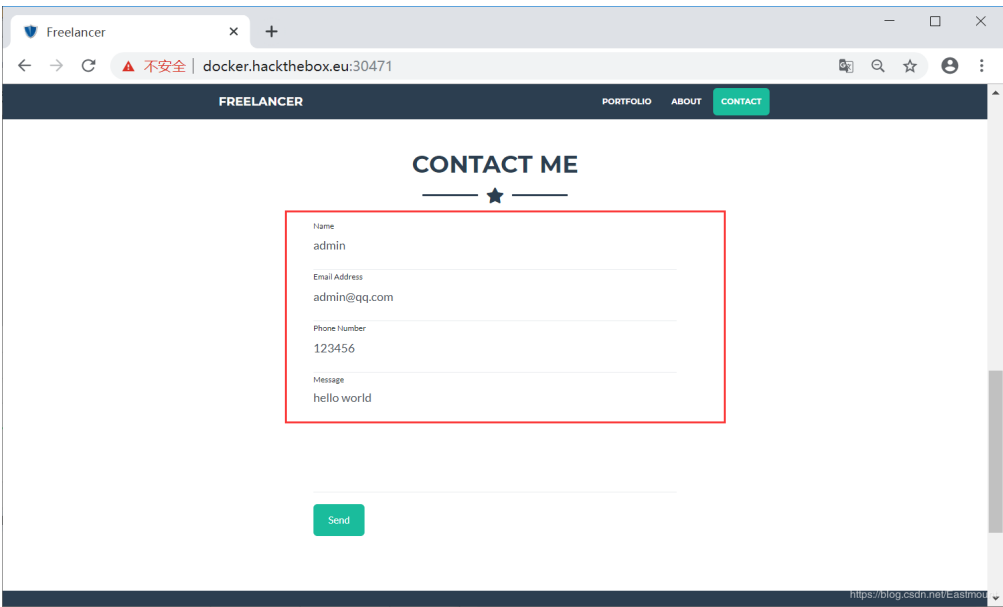 Freelancer
不安全 | docker.hackthebox.eu:30471
FREELANCER PORTFOLIO ABOUT CONTACT
CONTACT ME
Name
admin
Email Address
admin@qq.com
Phone Number
123456
Message
hello world
Send
https://blog.csdn.net/Eastmou